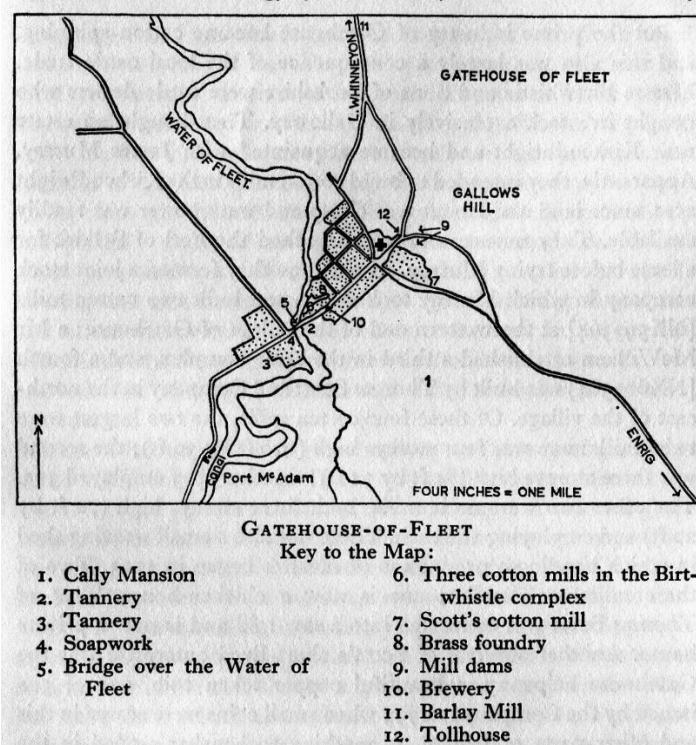 GATEHOUSE OF FLEET
L. WHINNEYON
11
WATER OF FLEET.
GALLOWS
HILL
12
9
7
10
2
4
3
1
CANAL
Port McAdam
N
ENRIG
FOUR INCHES = ONE MILE
GATEHOUSE-OF-FLEET
Key to the Map:
1. Cally Mansion
2. Tannery
3. Tannery
4. Soapwork
5. Bridge over the Water of
Fleet
6. Three cotton mills in the Birt-
whistle complex
7. Scott's cotton mill
8. Brass foundry
9. Mill dams
10. Brewery
11. Barlay Mill
12. Tollhouse